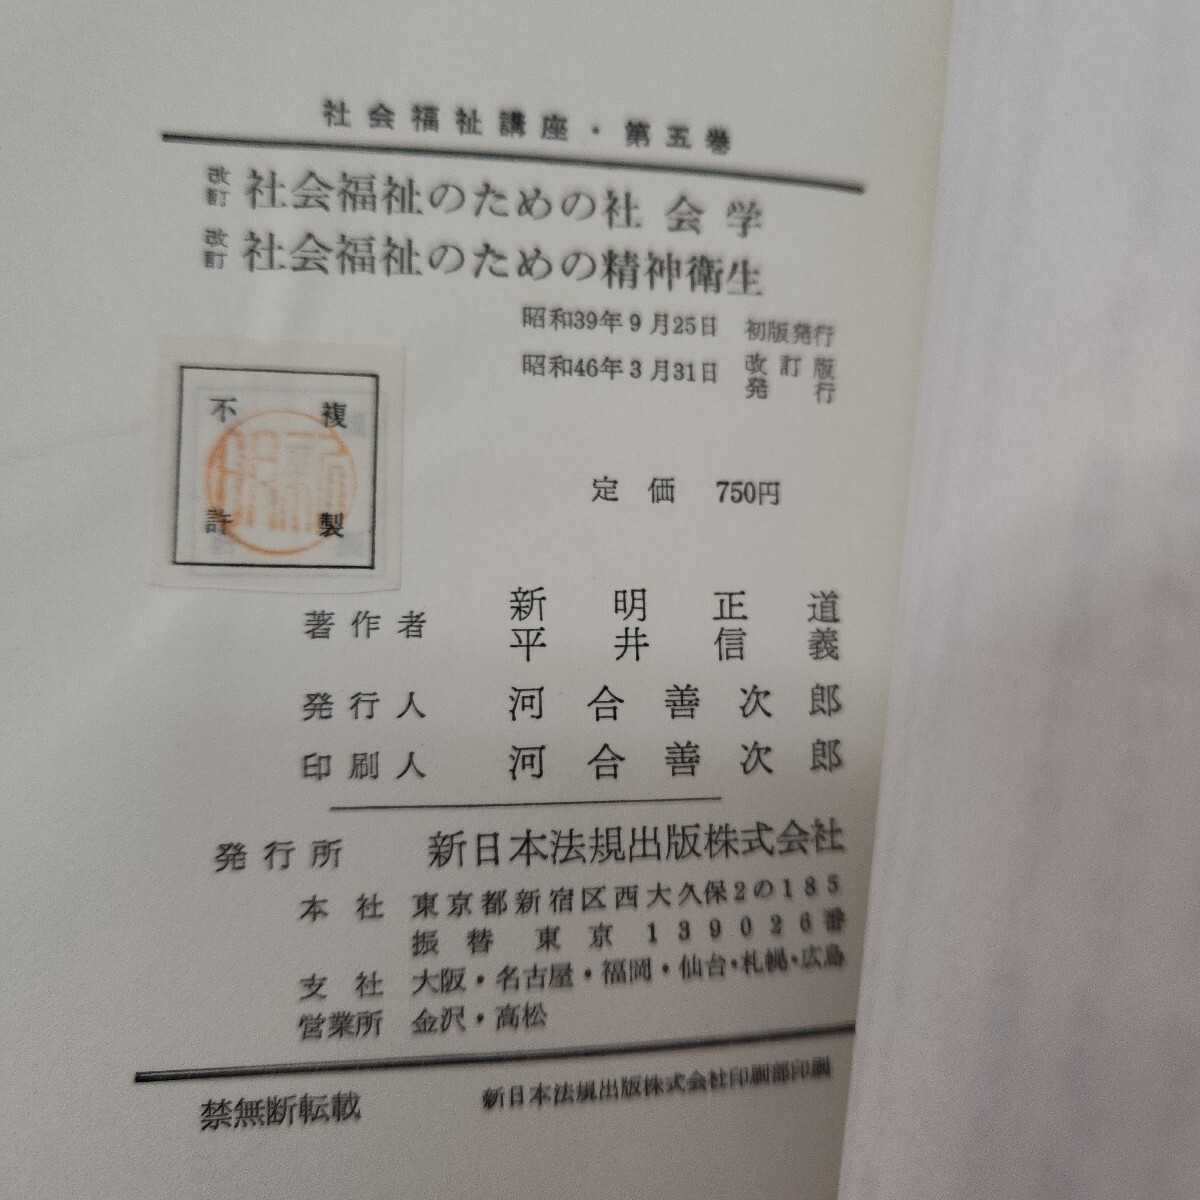 社会福祉講座・第五巻
改訂 社会福祉のための社会学
改訂 社会福祉のための精神衛生
昭和39年9月25日 初版発行
昭和46年3月31日 改訂版発行
不許複製
定価 750円
著作者 新明正道
平井信義
発行人 河合善次郎
印刷人 河合善次郎
発行所 新日本法規出版株式会社
本社 東京都新宿区西大久保2の185
振替 東京139026番
支社 大阪・名古屋・福岡・仙台・札幌・広島
営業所 金沢・高松
禁無断転載 新日本法規出版株式会社印刷部印刷